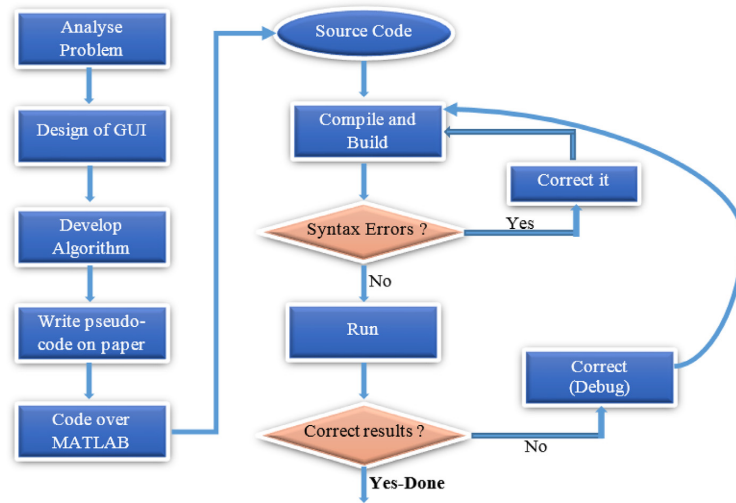 Analyse
Problem
Design of GUI
Develop
Algorithm
Write pseudo-
code on paper
Code over
MATLAB
Source Code
Compile and
Build
Correct it
Syntax Errors ?
Yes
No
Run
Correct
(Debug)
Correct results ?
No
Yes-Done